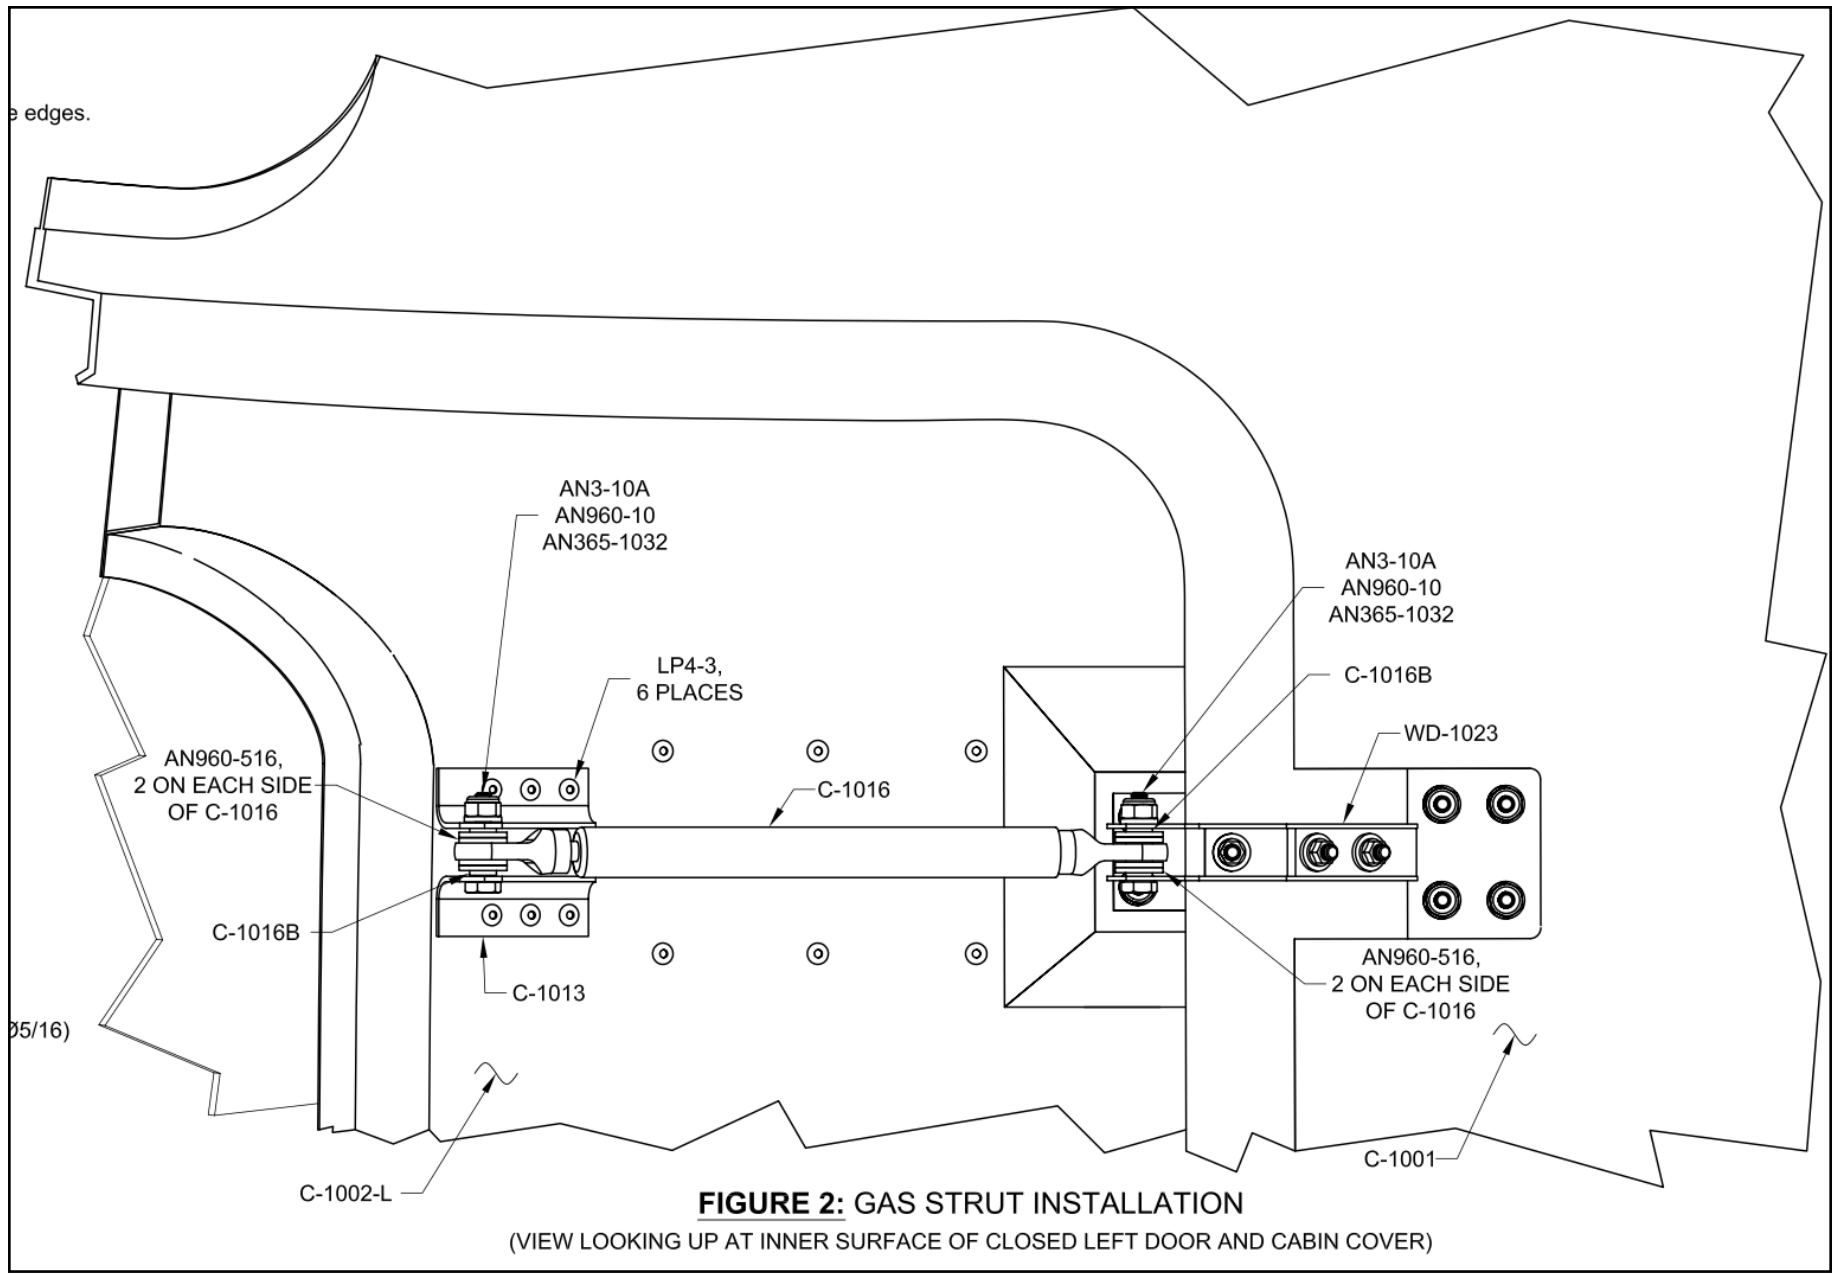 edges.
AN3-10A
AN960-10
AN365-1032
AN3-10A
AN960-10
AN365-1032
LP4-3,
6 PLACES
C-1016B
WD-1023
AN960-516,
2 ON EACH SIDE
OF C-1016
C-1016
C-1016B
C-1013
AN960-516,
2 ON EACH SIDE
OF C-1016
Ø5/16)
C-1001
C-1002-L
FIGURE 2: GAS STRUT INSTALLATION
(VIEW LOOKING UP AT INNER SURFACE OF CLOSED LEFT DOOR AND CABIN COVER)